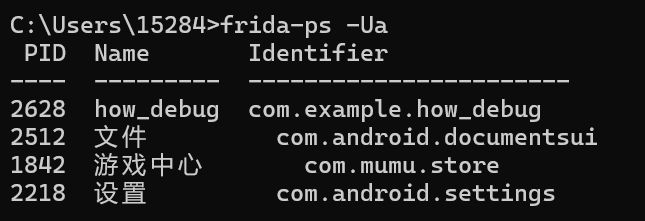 C:\Users\15284>frida-ps -Ua
 PID  Name       Identifier
----  ---------  -----------------------
2628  how_debug  com.example.how_debug
2512  文件         com.android.documentsui
1842  游戏中心       com.mumu.store
2218  设置         com.android.settings